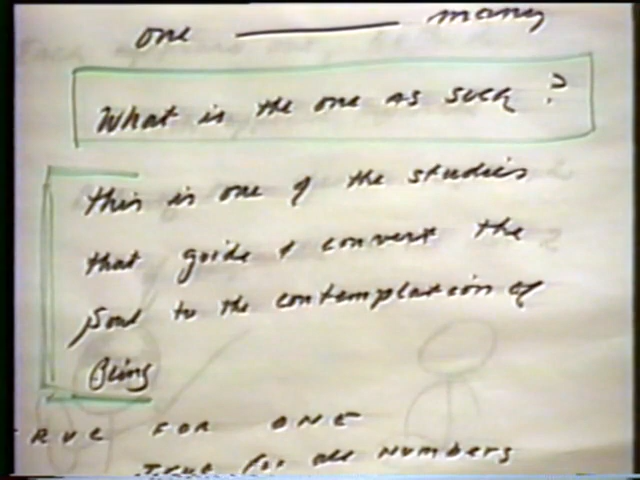 one — many
What is the one as such ?
this is one of the studies
that guide & convert the
Soul to the contemplation of
Being
RUE FOR ONE
TRUE for all NUMBERS